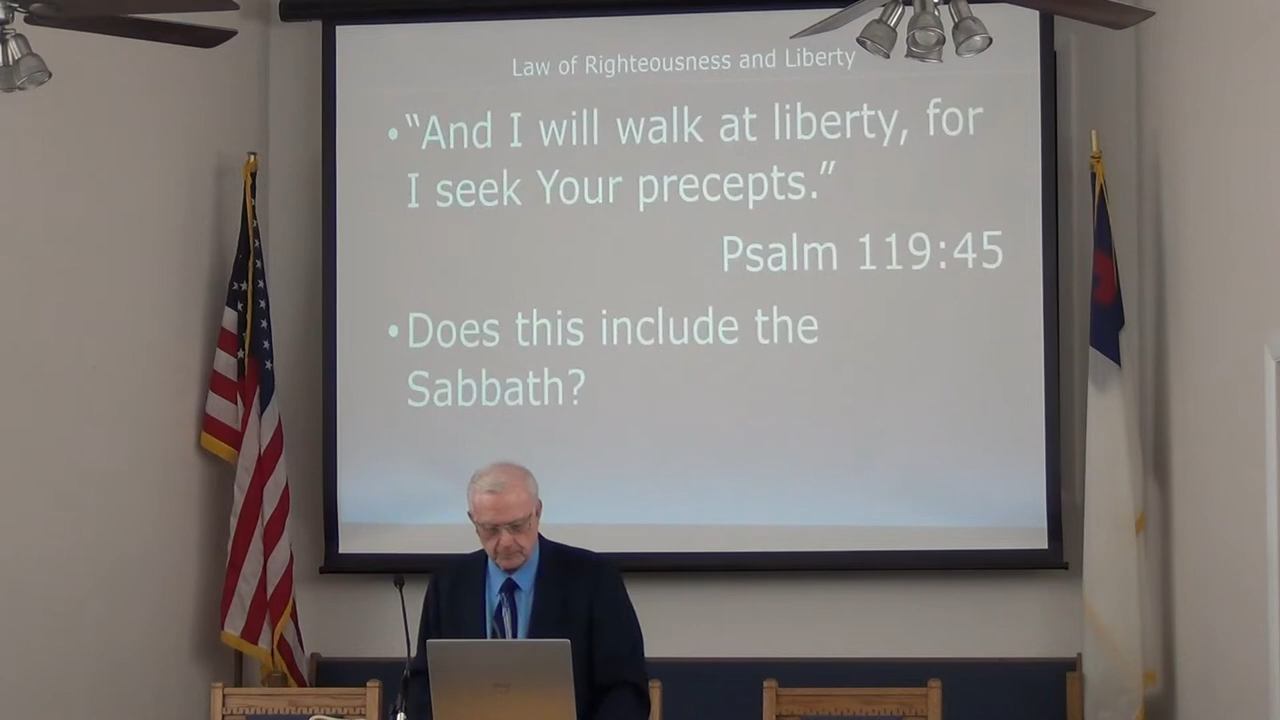 Law of Righteousness and Liberty
•“And I will walk at liberty, for
I seek Your precepts.”
Psalm 119:45
•Does this include the
Sabbath?